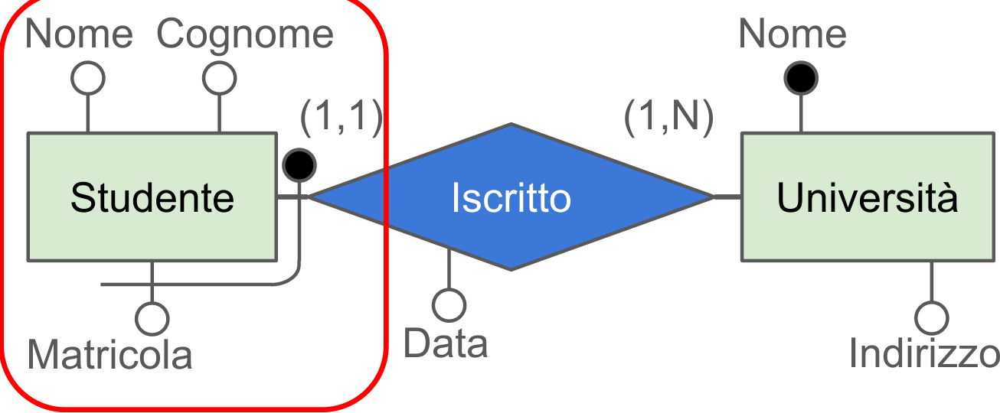 Nome Cognome Nome
(1,1) (1,N)
Studente Iscritto Università
Matricola Data Indirizzo